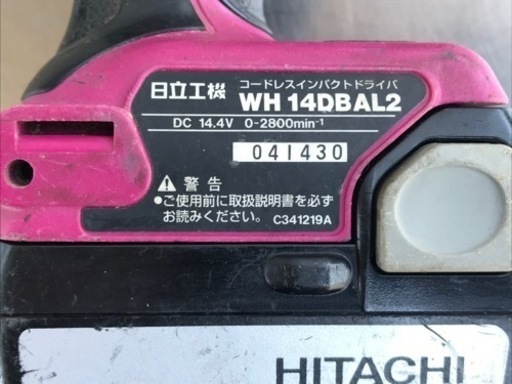 日立工機 コードレスインパクトドライバ
WH 14DBAL2
DC 14.4V 0-2800min⁻¹
041430
⚠ 警告
●ご使用前に取扱説明書を必ず
お読みください。 C341219A
HITACHI